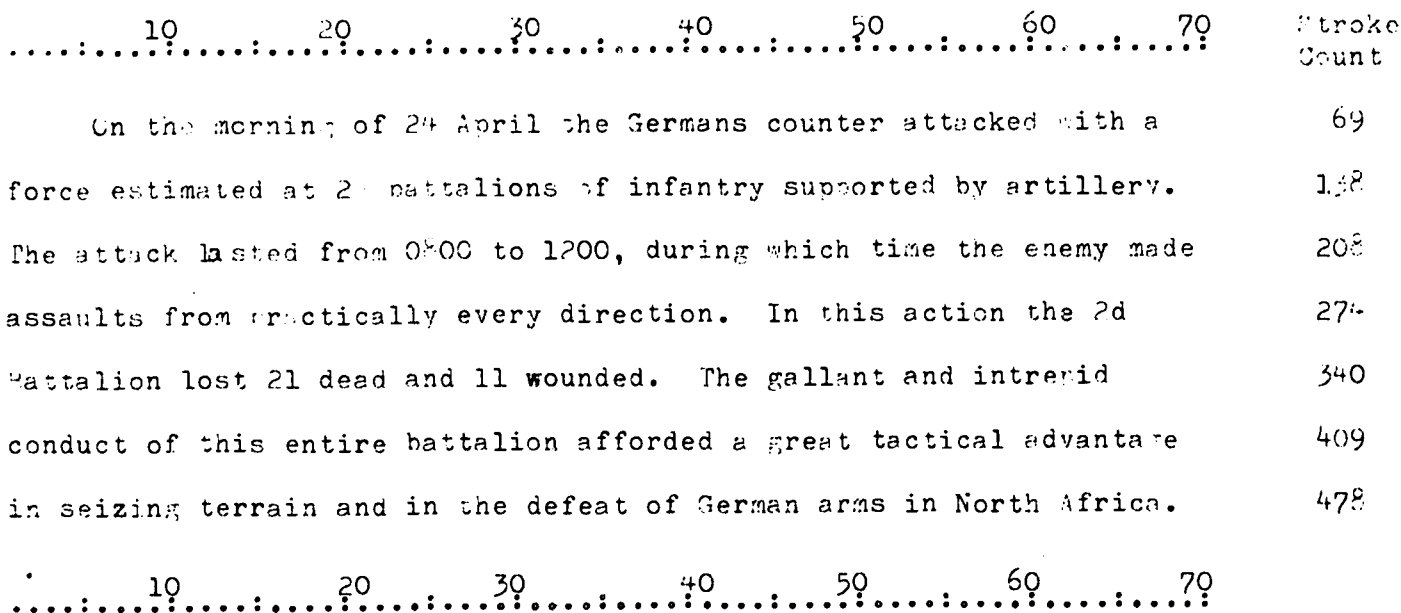 10 20 30 40 50 60 70 Stroke
Count
On the morning of 24 April the Germans counter attacked with a 69
force estimated at 2 battalions of infantry supported by artillery. 138
The attack lasted from 0800 to 1200, during which time the enemy made 208
assaults from practically every direction. In this action the 2d 274
Battalion lost 21 dead and 11 wounded. The gallant and intrepid 340
conduct of this entire battalion afforded a great tactical advantage 409
in seizing terrain and in the defeat of German arms in North Africa. 478
10 20 30 40 50 60 70